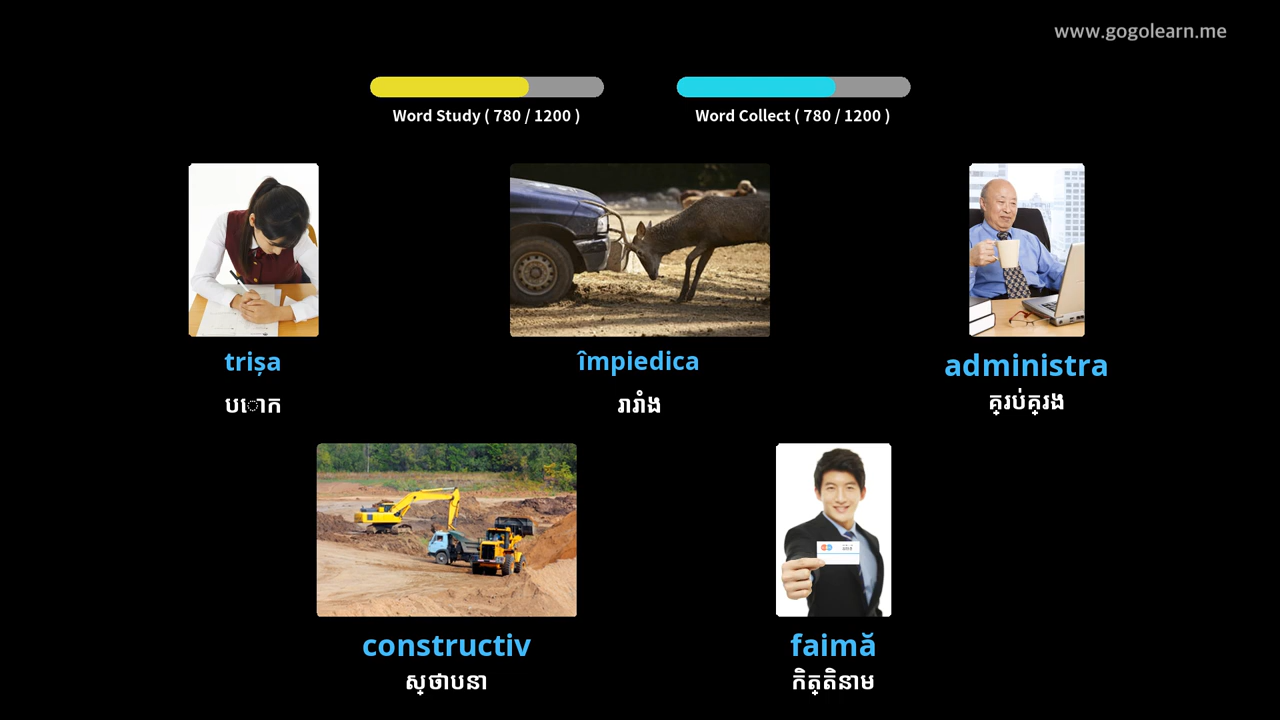 www.gogolearn.me
Word Study ( 780 / 1200 )
Word Collect ( 780 / 1200 )
trișa
បោក
împiedica
រារាំង
administra
គ្រប់គ្រង
constructiv
ស្ថាបនា
faimă
កិត្តិនាម